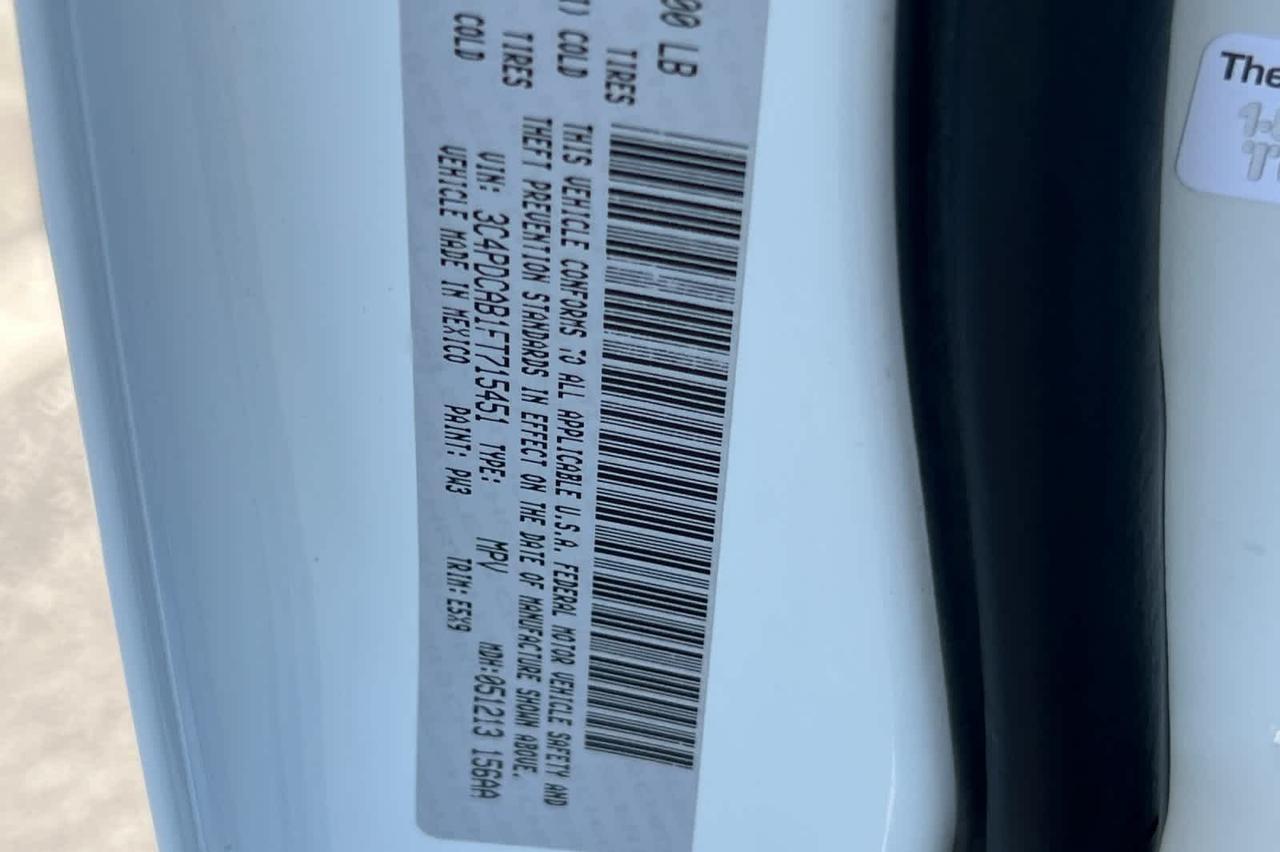 00 LB
TIRES
) COLD
TIRES
COLD
THIS VEHICLE CONFORMS TO ALL APPLICABLE U.S.A. FEDERAL MOTOR VEHICLE SAFETY AND
THEFT PREVENTION STANDARDS IN EFFECT ON THE DATE OF MANUFACTURE SHOWN ABOVE.
VIN: 3C4PDCAB1FT715451 TYPE: MPV MDH:051213 156AA
VEHICLE MADE IN MEXICO PAINT: PW3 TRIM: E5X9
The